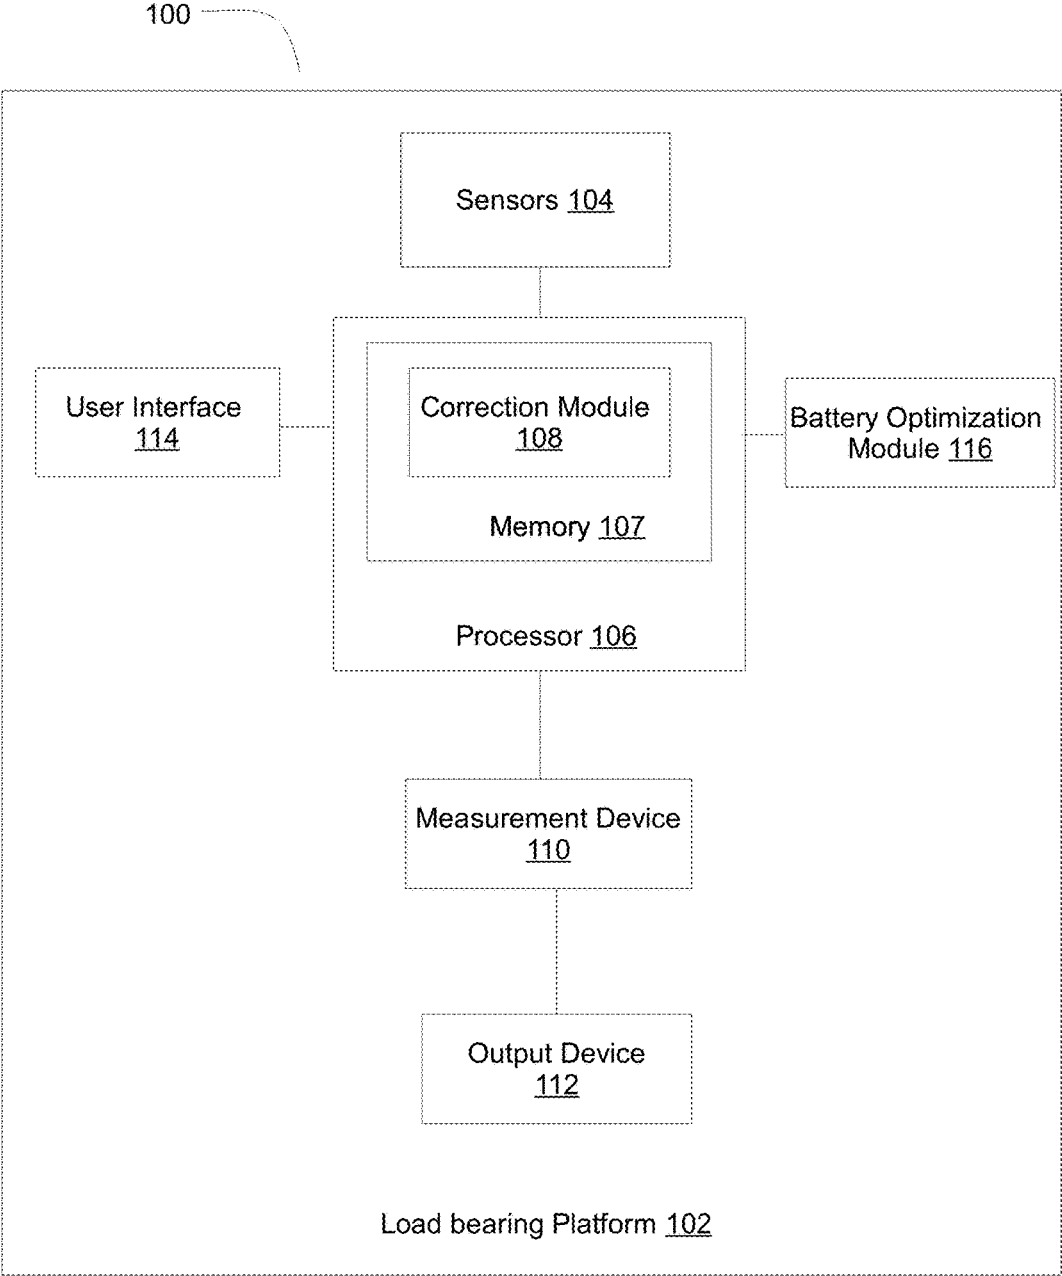 100
Sensors 104
User Interface
114
Correction Module
108
Battery Optimization
Module 116
Memory 107
Processor 106
Measurement Device
110
Output Device
112
Load bearing Platform 102